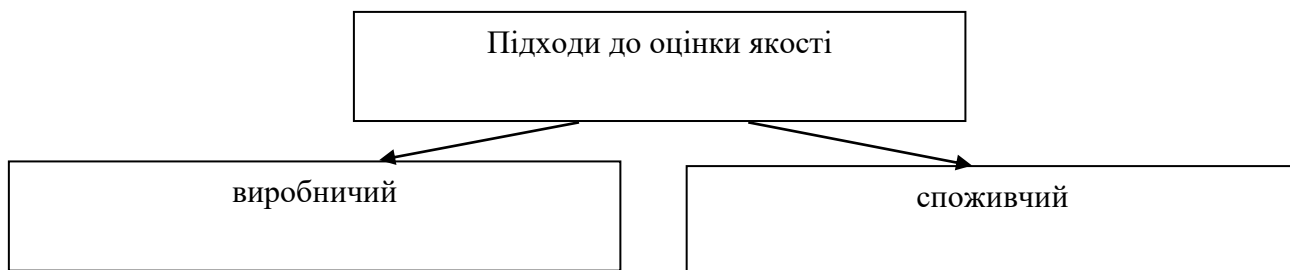 Підходи до оцінки якості
виробничий
споживчий